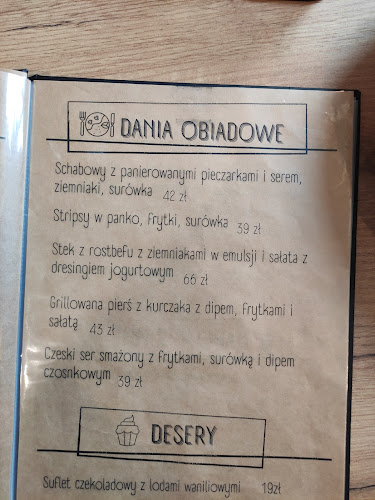 DANIA OBIADOWE
Schabowy z panierowanymi pieczarkami i serem,
ziemniaki, surówka 42 zł
Stripsy w panko, frytki, surówka 39 zł
Stek z rostbefu z ziemniakami w emulsji i sałata z
dresingiem jogurtowym 66 zł
Grillowana pierś z kurczaka z dipem, frytkami i
sałatą 43 zł
Czeski ser smażony z frytkami, surówką i dipem
czosnkowym 39 zł
DESERY
Suflet czekoladowy z lodami waniliowymi 19zł